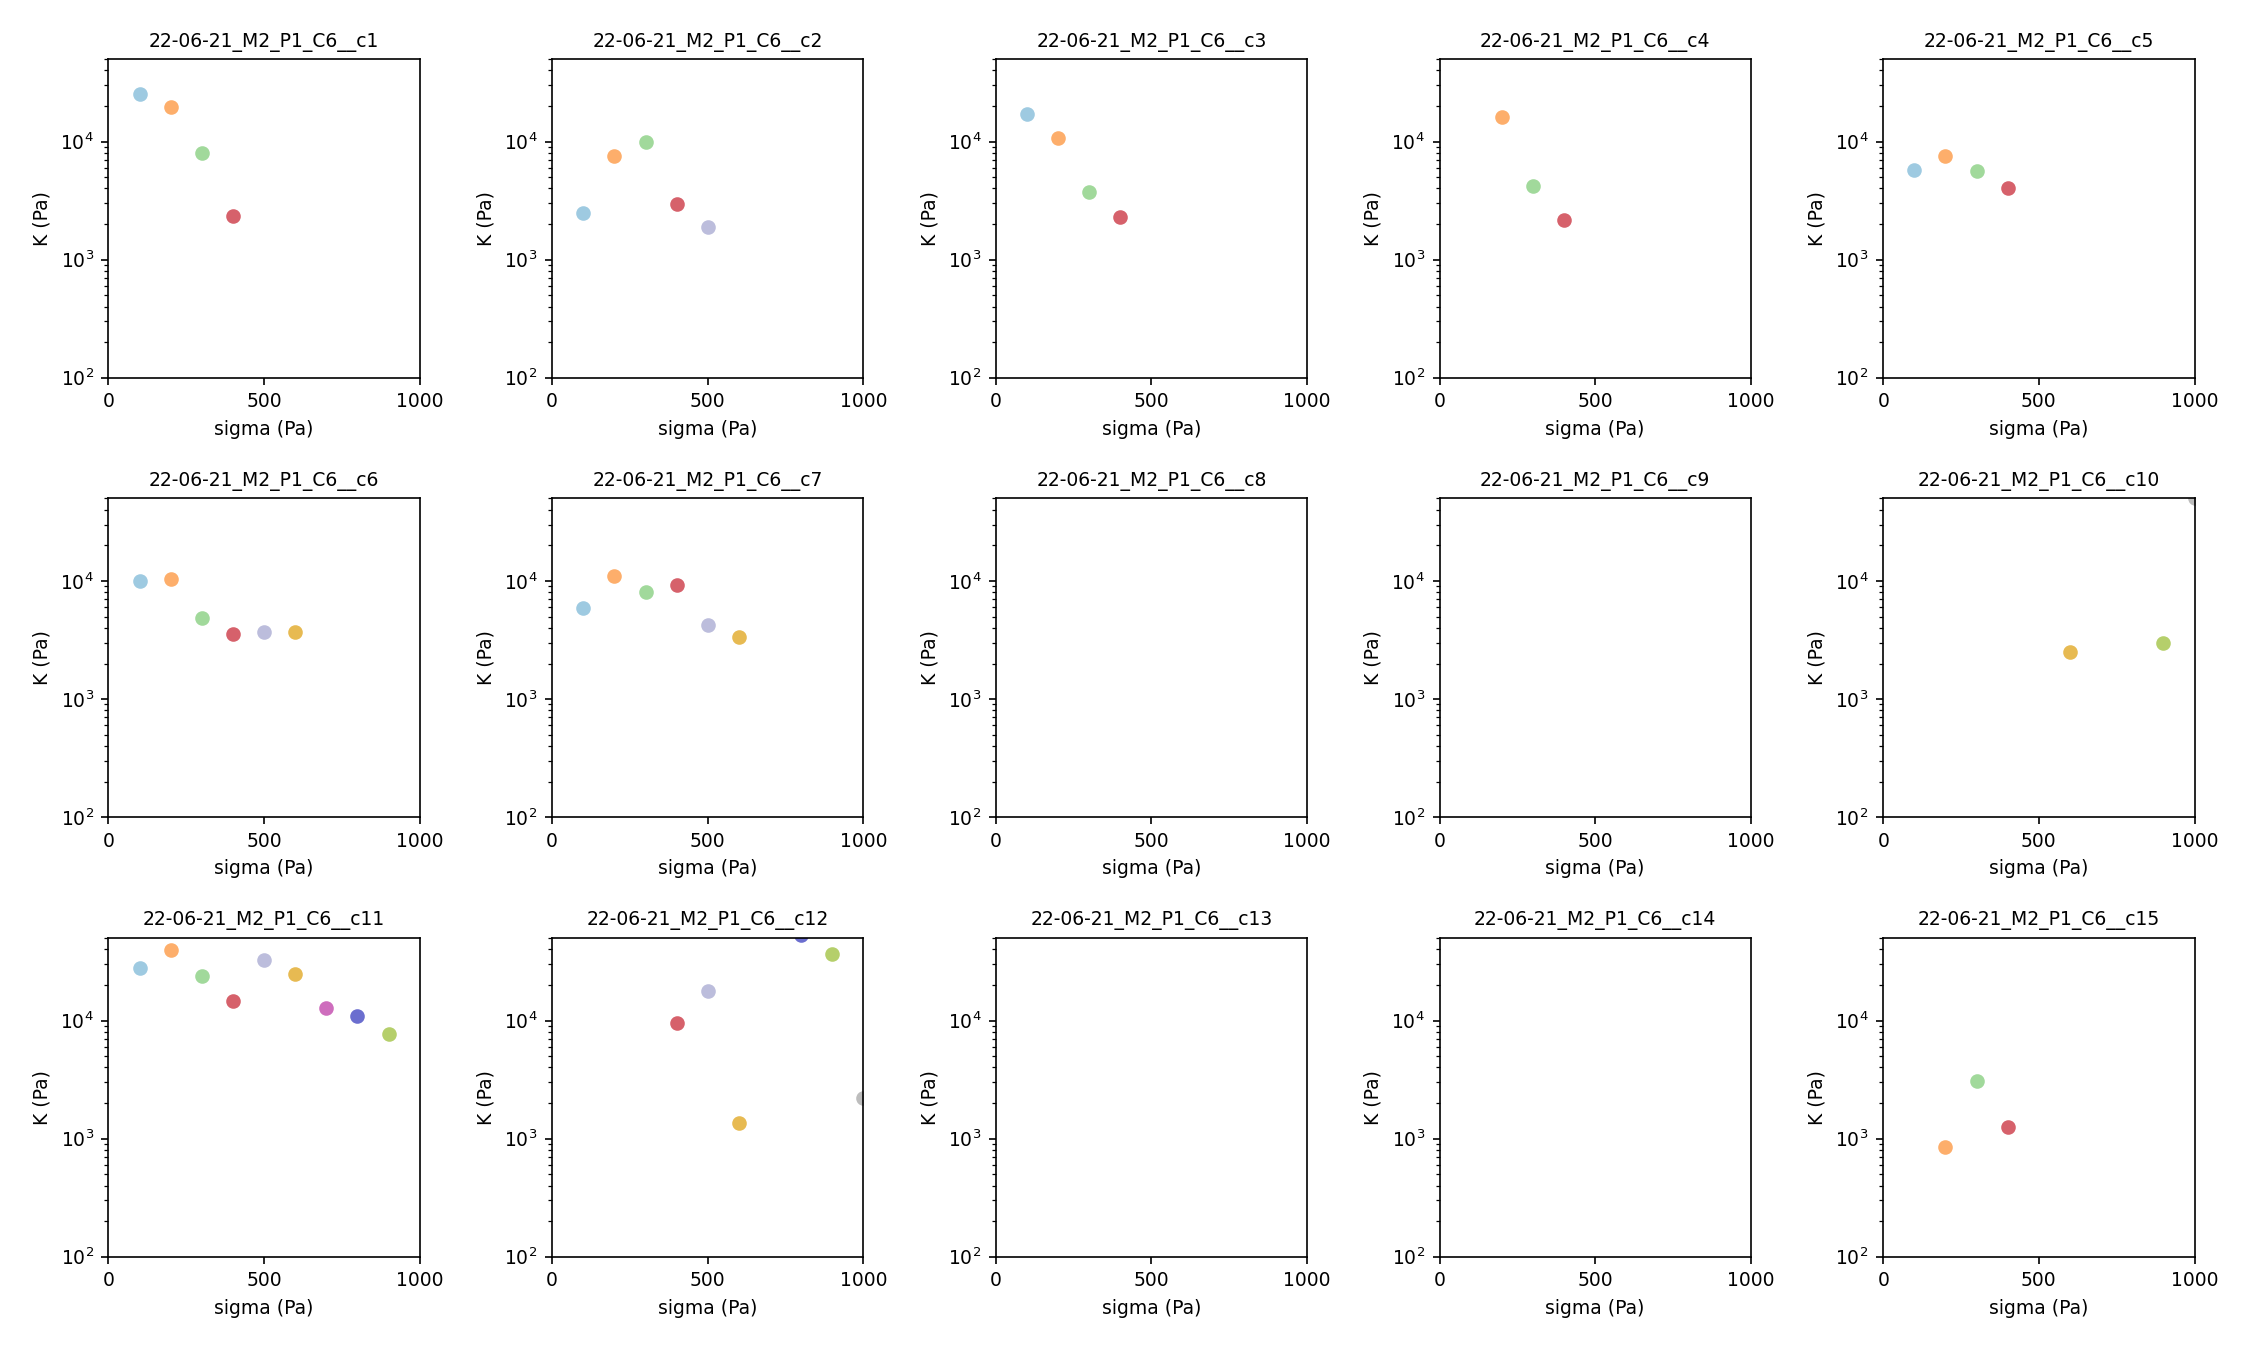 22-06-21_M2_P1_C6__c1 22-06-21_M2_P1_C6__c2 22-06-21_M2_P1_C6__c3 22-06-21_M2_P1_C6__c4 22-06-21_M2_P1_C6__c5
10⁴ 10⁴ 10⁴ 10⁴ 10⁴
K (Pa) K (Pa) K (Pa) K (Pa) K (Pa)
10³ 10³ 10³ 10³ 10³
10² 10² 10² 10² 10²
0 500 1000 0 500 1000 0 500 1000 0 500 1000 0 500 1000
sigma (Pa) sigma (Pa) sigma (Pa) sigma (Pa) sigma (Pa)
22-06-21_M2_P1_C6__c6 22-06-21_M2_P1_C6__c7 22-06-21_M2_P1_C6__c8 22-06-21_M2_P1_C6__c9 22-06-21_M2_P1_C6__c10
10⁴ 10⁴ 10⁴ 10⁴ 10⁴
K (Pa) K (Pa) K (Pa) K (Pa) K (Pa)
10³ 10³ 10³ 10³ 10³
10² 10² 10² 10² 10²
0 500 1000 0 500 1000 0 500 1000 0 500 1000 0 500 1000
sigma (Pa) sigma (Pa) sigma (Pa) sigma (Pa) sigma (Pa)
22-06-21_M2_P1_C6__c11 22-06-21_M2_P1_C6__c12 22-06-21_M2_P1_C6__c13 22-06-21_M2_P1_C6__c14 22-06-21_M2_P1_C6__c15
10⁴ 10⁴ 10⁴ 10⁴ 10⁴
K (Pa) K (Pa) K (Pa) K (Pa) K (Pa)
10³ 10³ 10³ 10³ 10³
10² 10² 10² 10² 10²
0 500 1000 0 500 1000 0 500 1000 0 500 1000 0 500 1000
sigma (Pa) sigma (Pa) sigma (Pa) sigma (Pa) sigma (Pa)